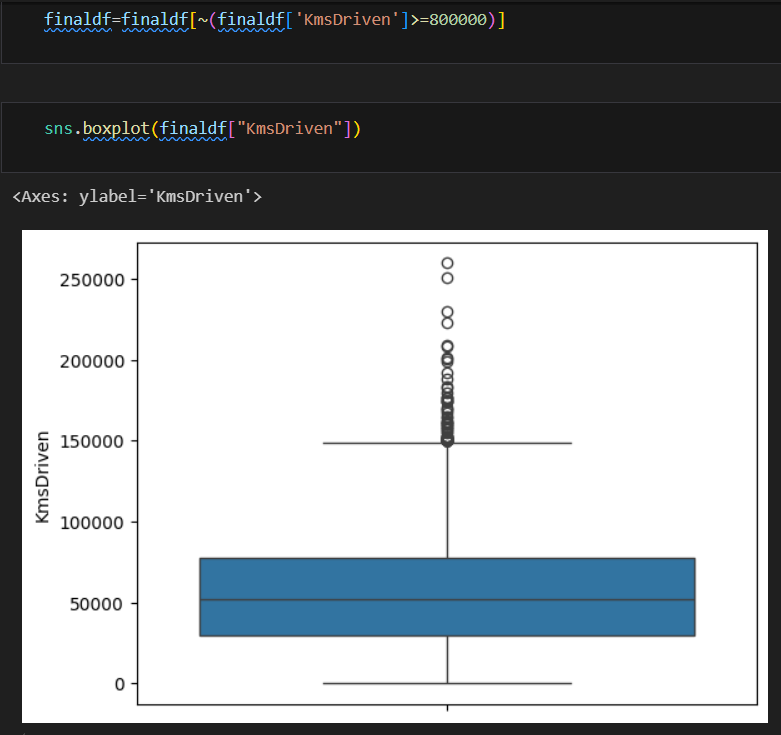 finaldf=finaldf[~(finaldf['KmsDriven']>=800000)]
sns.boxplot(finaldf["KmsDriven"])
<Axes: ylabel='KmsDriven'>
250000
200000
150000
100000
50000
0
KmsDriven